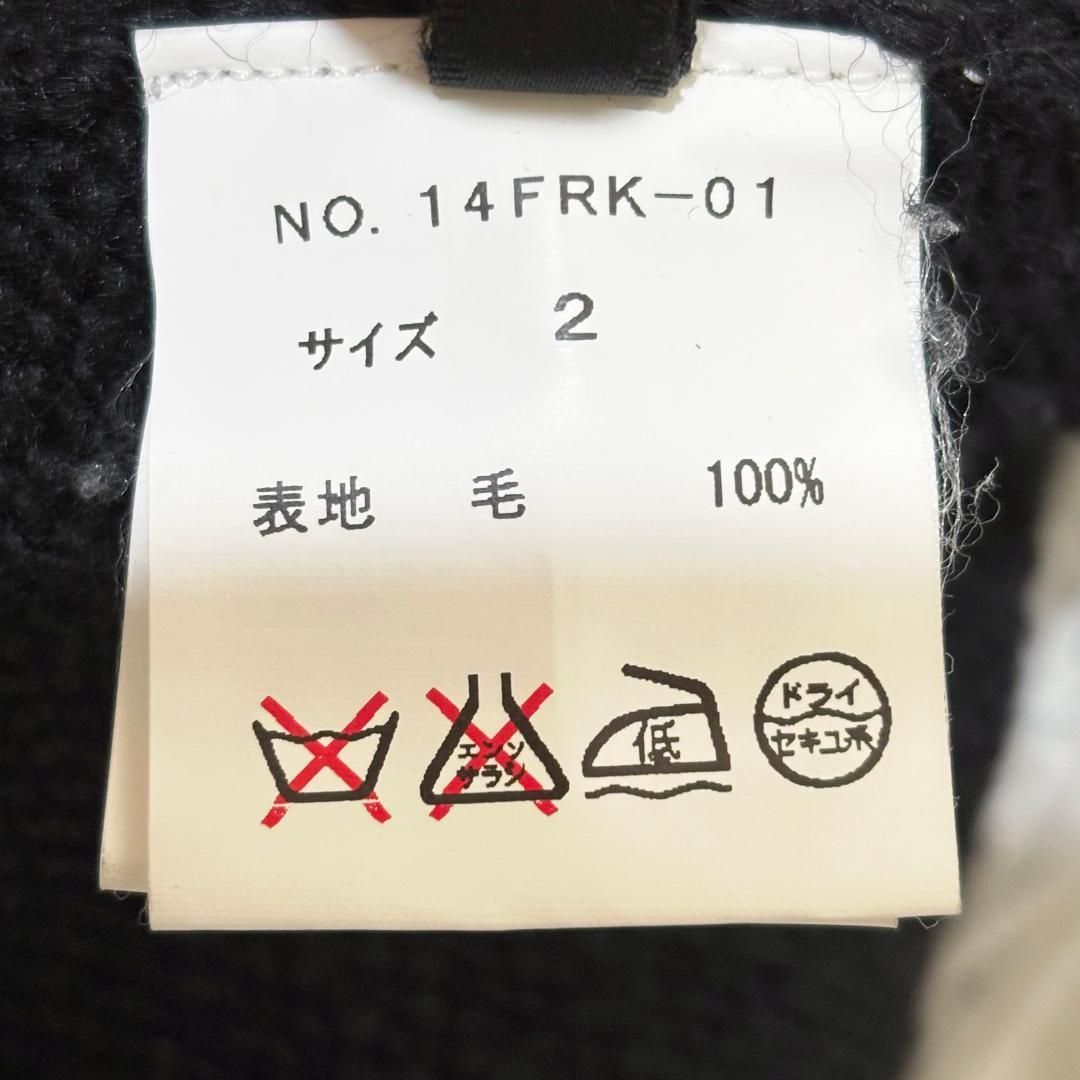 NO. 14FRK-01
サイズ 2
表地 毛 100%
エンソ
サラシ
低
ドライ
セキユ系